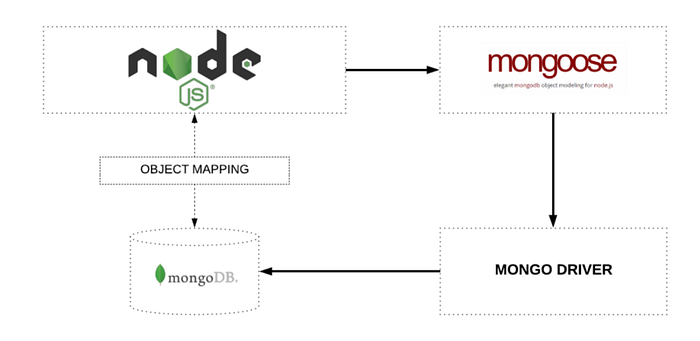 node
JS
®
mongoose
elegant mongodb object modeling for node.js
OBJECT MAPPING
mongoDB.
MONGO DRIVER